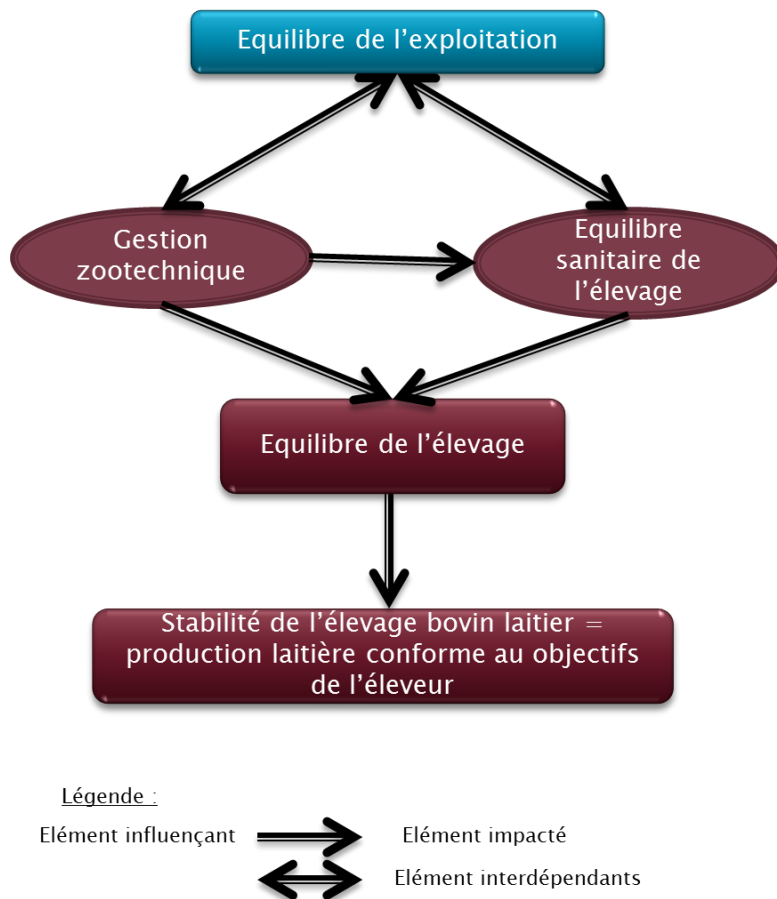 Equilibre de l'exploitation
Gestion
zootechnique
Equilibre
sanitaire de
l'élevage
Equilibre de l'élevage
Stabilité de l'élevage bovin laitier =
production laitière conforme au objectifs
de l'éleveur
Légende :
Elément influençant
Elément impacté
Elément interdépendants